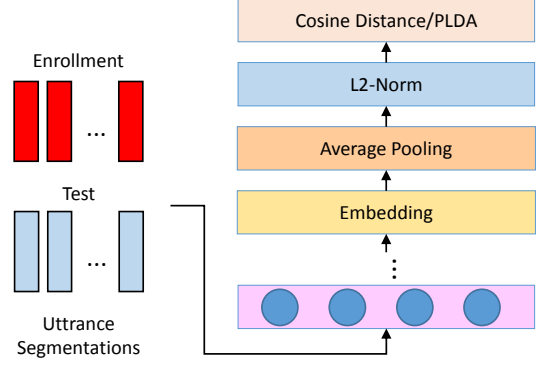 Enrollment
...
Test
...
Uttrance
Segmentations
Cosine Distance/PLDA
L2-Norm
Average Pooling
Embedding
...